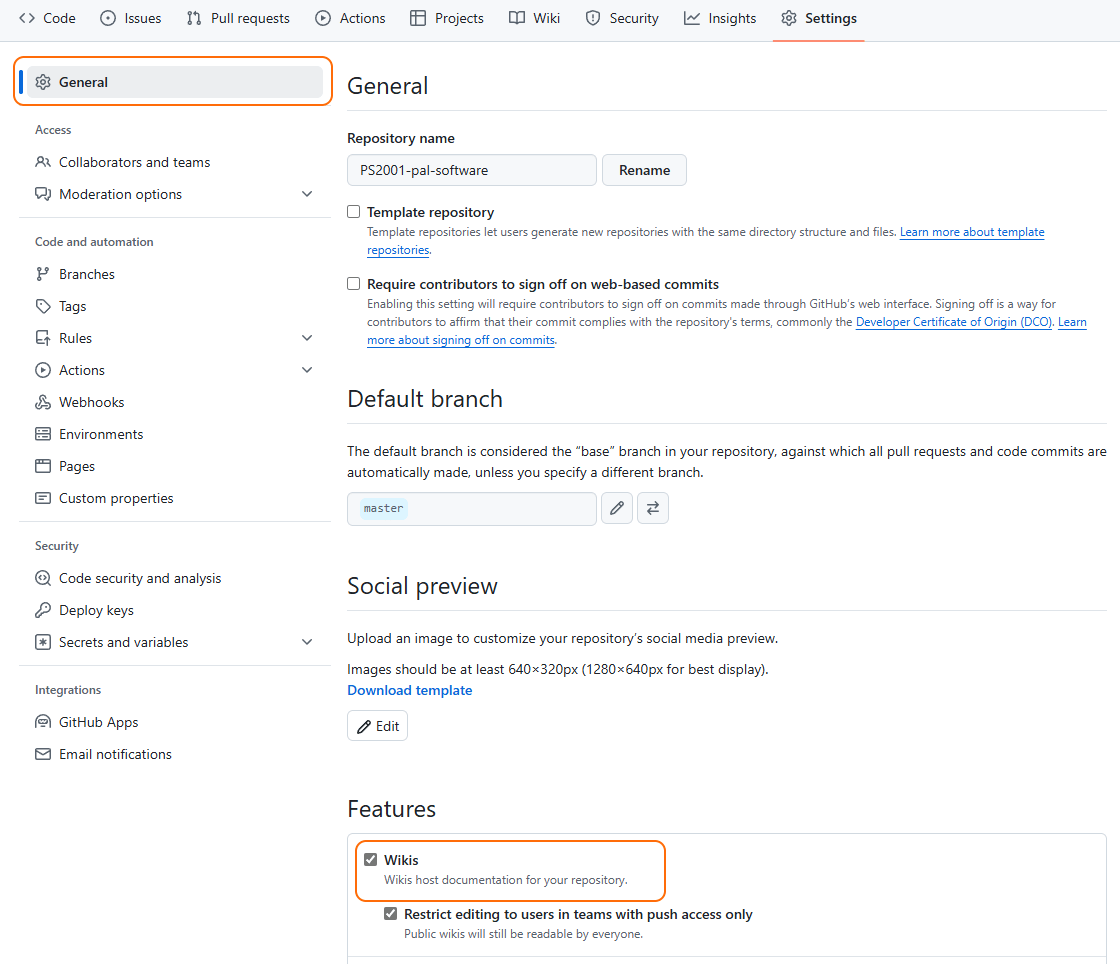 Code Issues Pull requests Actions Projects Wiki Security Insights Settings
General
Access
Collaborators and teams
Moderation options
Code and automation
Branches
Tags
Rules
Actions
Webhooks
Environments
Pages
Custom properties
Security
Code security and analysis
Deploy keys
Secrets and variables
Integrations
GitHub Apps
Email notifications
General
Repository name
PS2001-pal-software Rename
Template repository
Template repositories let users generate new repositories with the same directory structure and files. Learn more about template
repositories.
Require contributors to sign off on web-based commits
Enabling this setting will require contributors to sign off on commits made through GitHub's web interface. Signing off is a way for
contributors to affirm that their commit complies with the repository's terms, commonly the Developer Certificate of Origin (DCO). Learn
more about signing off on commits.
Default branch
The default branch is considered the “base” branch in your repository, against which all pull requests and code commits are
automatically made, unless you specify a different branch.
master
Social preview
Upload an image to customize your repository's social media preview.
Images should be at least 640×320px (1280×640px for best display).
Download template
Edit
Features
Wikis
Wikis host documentation for your repository.
Restrict editing to users in teams with push access only
Public wikis will still be readable by everyone.